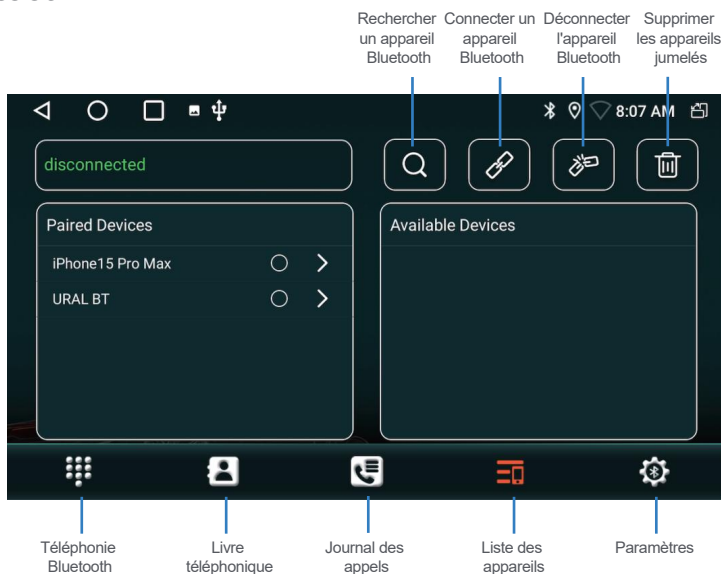 Rechercher
un appareil
Bluetooth
Connecter un
appareil
Bluetooth
Déconnecter
l'appareil
Bluetooth
Supprimer
les appareils
jumelés
8:07 AM
disconnected
Paired Devices
iPhone15 Pro Max
URAL BT
Available Devices
Téléphonie
Bluetooth
Livre
téléphonique
Journal des
appels
Liste des
appareils
Paramètres